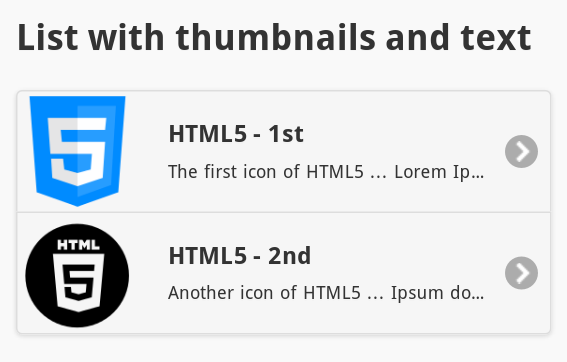 List with thumbnails and text
5
HTML5 - 1st
The first icon of HTML5 ... Lorem Ip...
HTML
5
HTML5 - 2nd
Another icon of HTML5 ... Ipsum do...